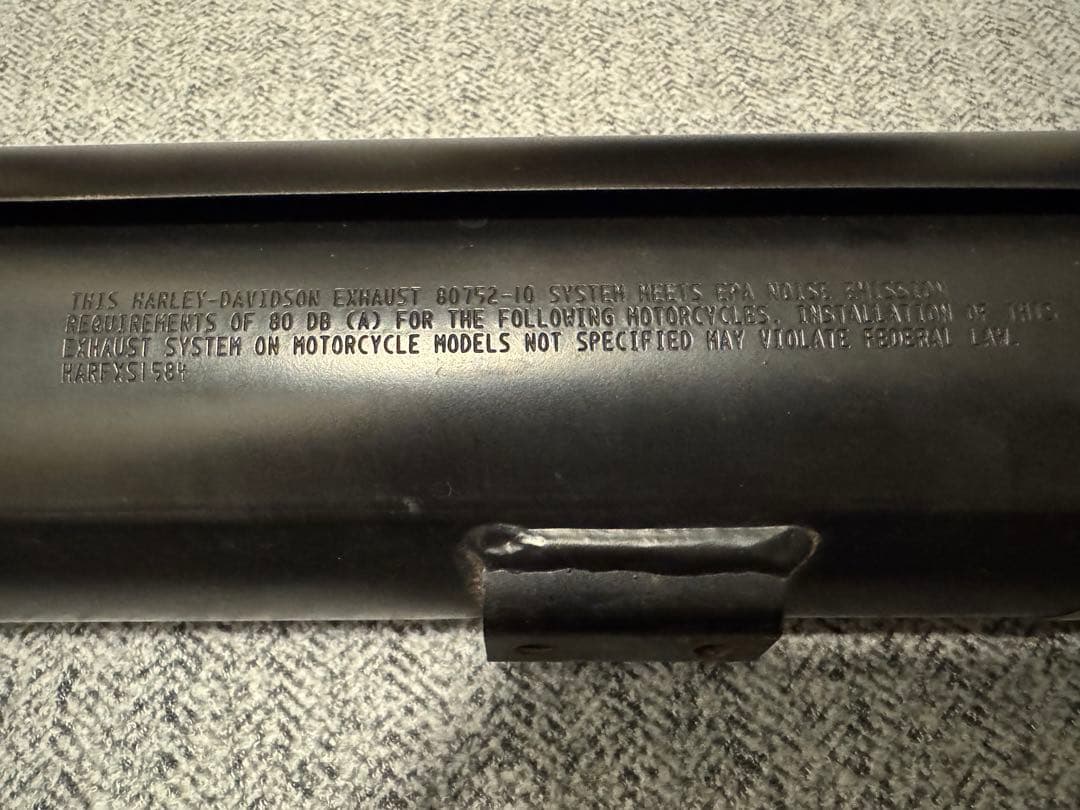 THIS HARLEY-DAVIDSON EXHAUST 80752-10 SYSTEM MEETS EPA NOISE EMISSION
REQUIREMENTS OF 80 DB (A) FOR THE FOLLOWING MOTORCYCLES. INSTALLATION OF THIS
EXHAUST SYSTEM ON MOTORCYCLE MODELS NOT SPECIFIED MAY VIOLATE FEDERAL LAW.
HARFXS1584